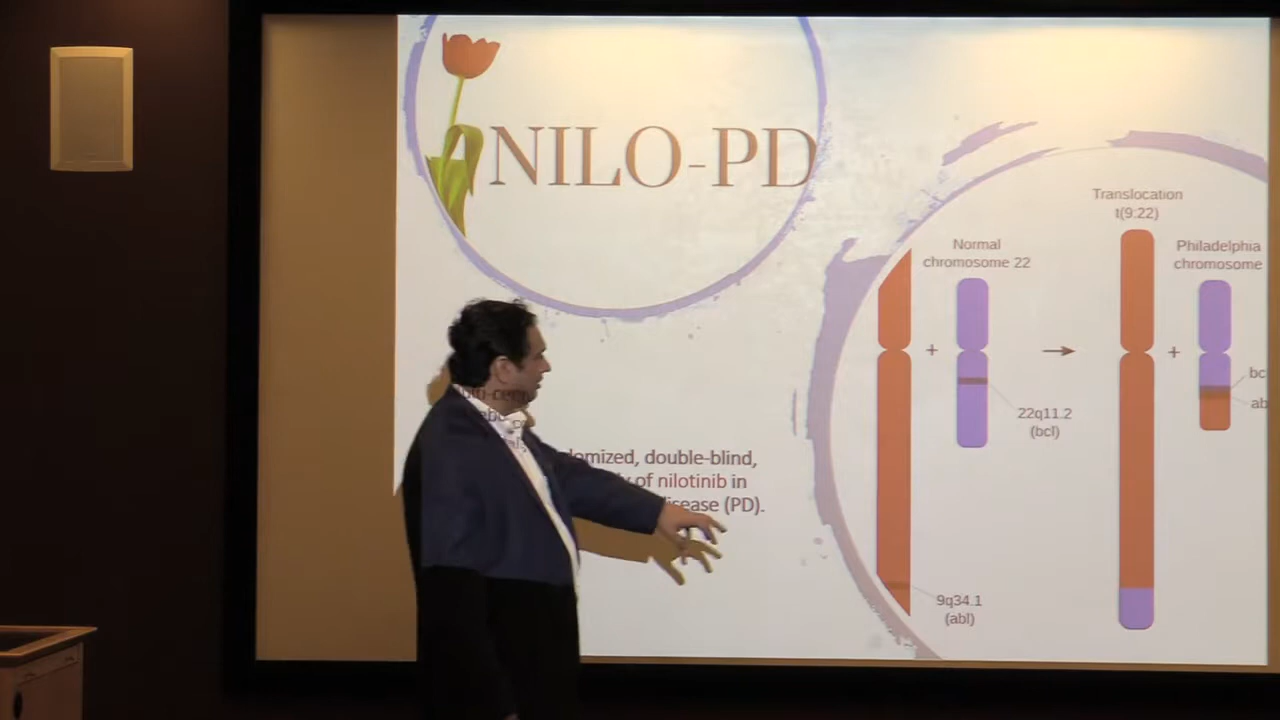 NILO-PD
domized, double-blind,
of nilotinib in
disease (PD).
Translocation
t(9:22)
Normal
chromosome 22
Philadelphia
chromosome
+
+
22q11.2
(bcl)
9q34.1
(abl)
bc
ab